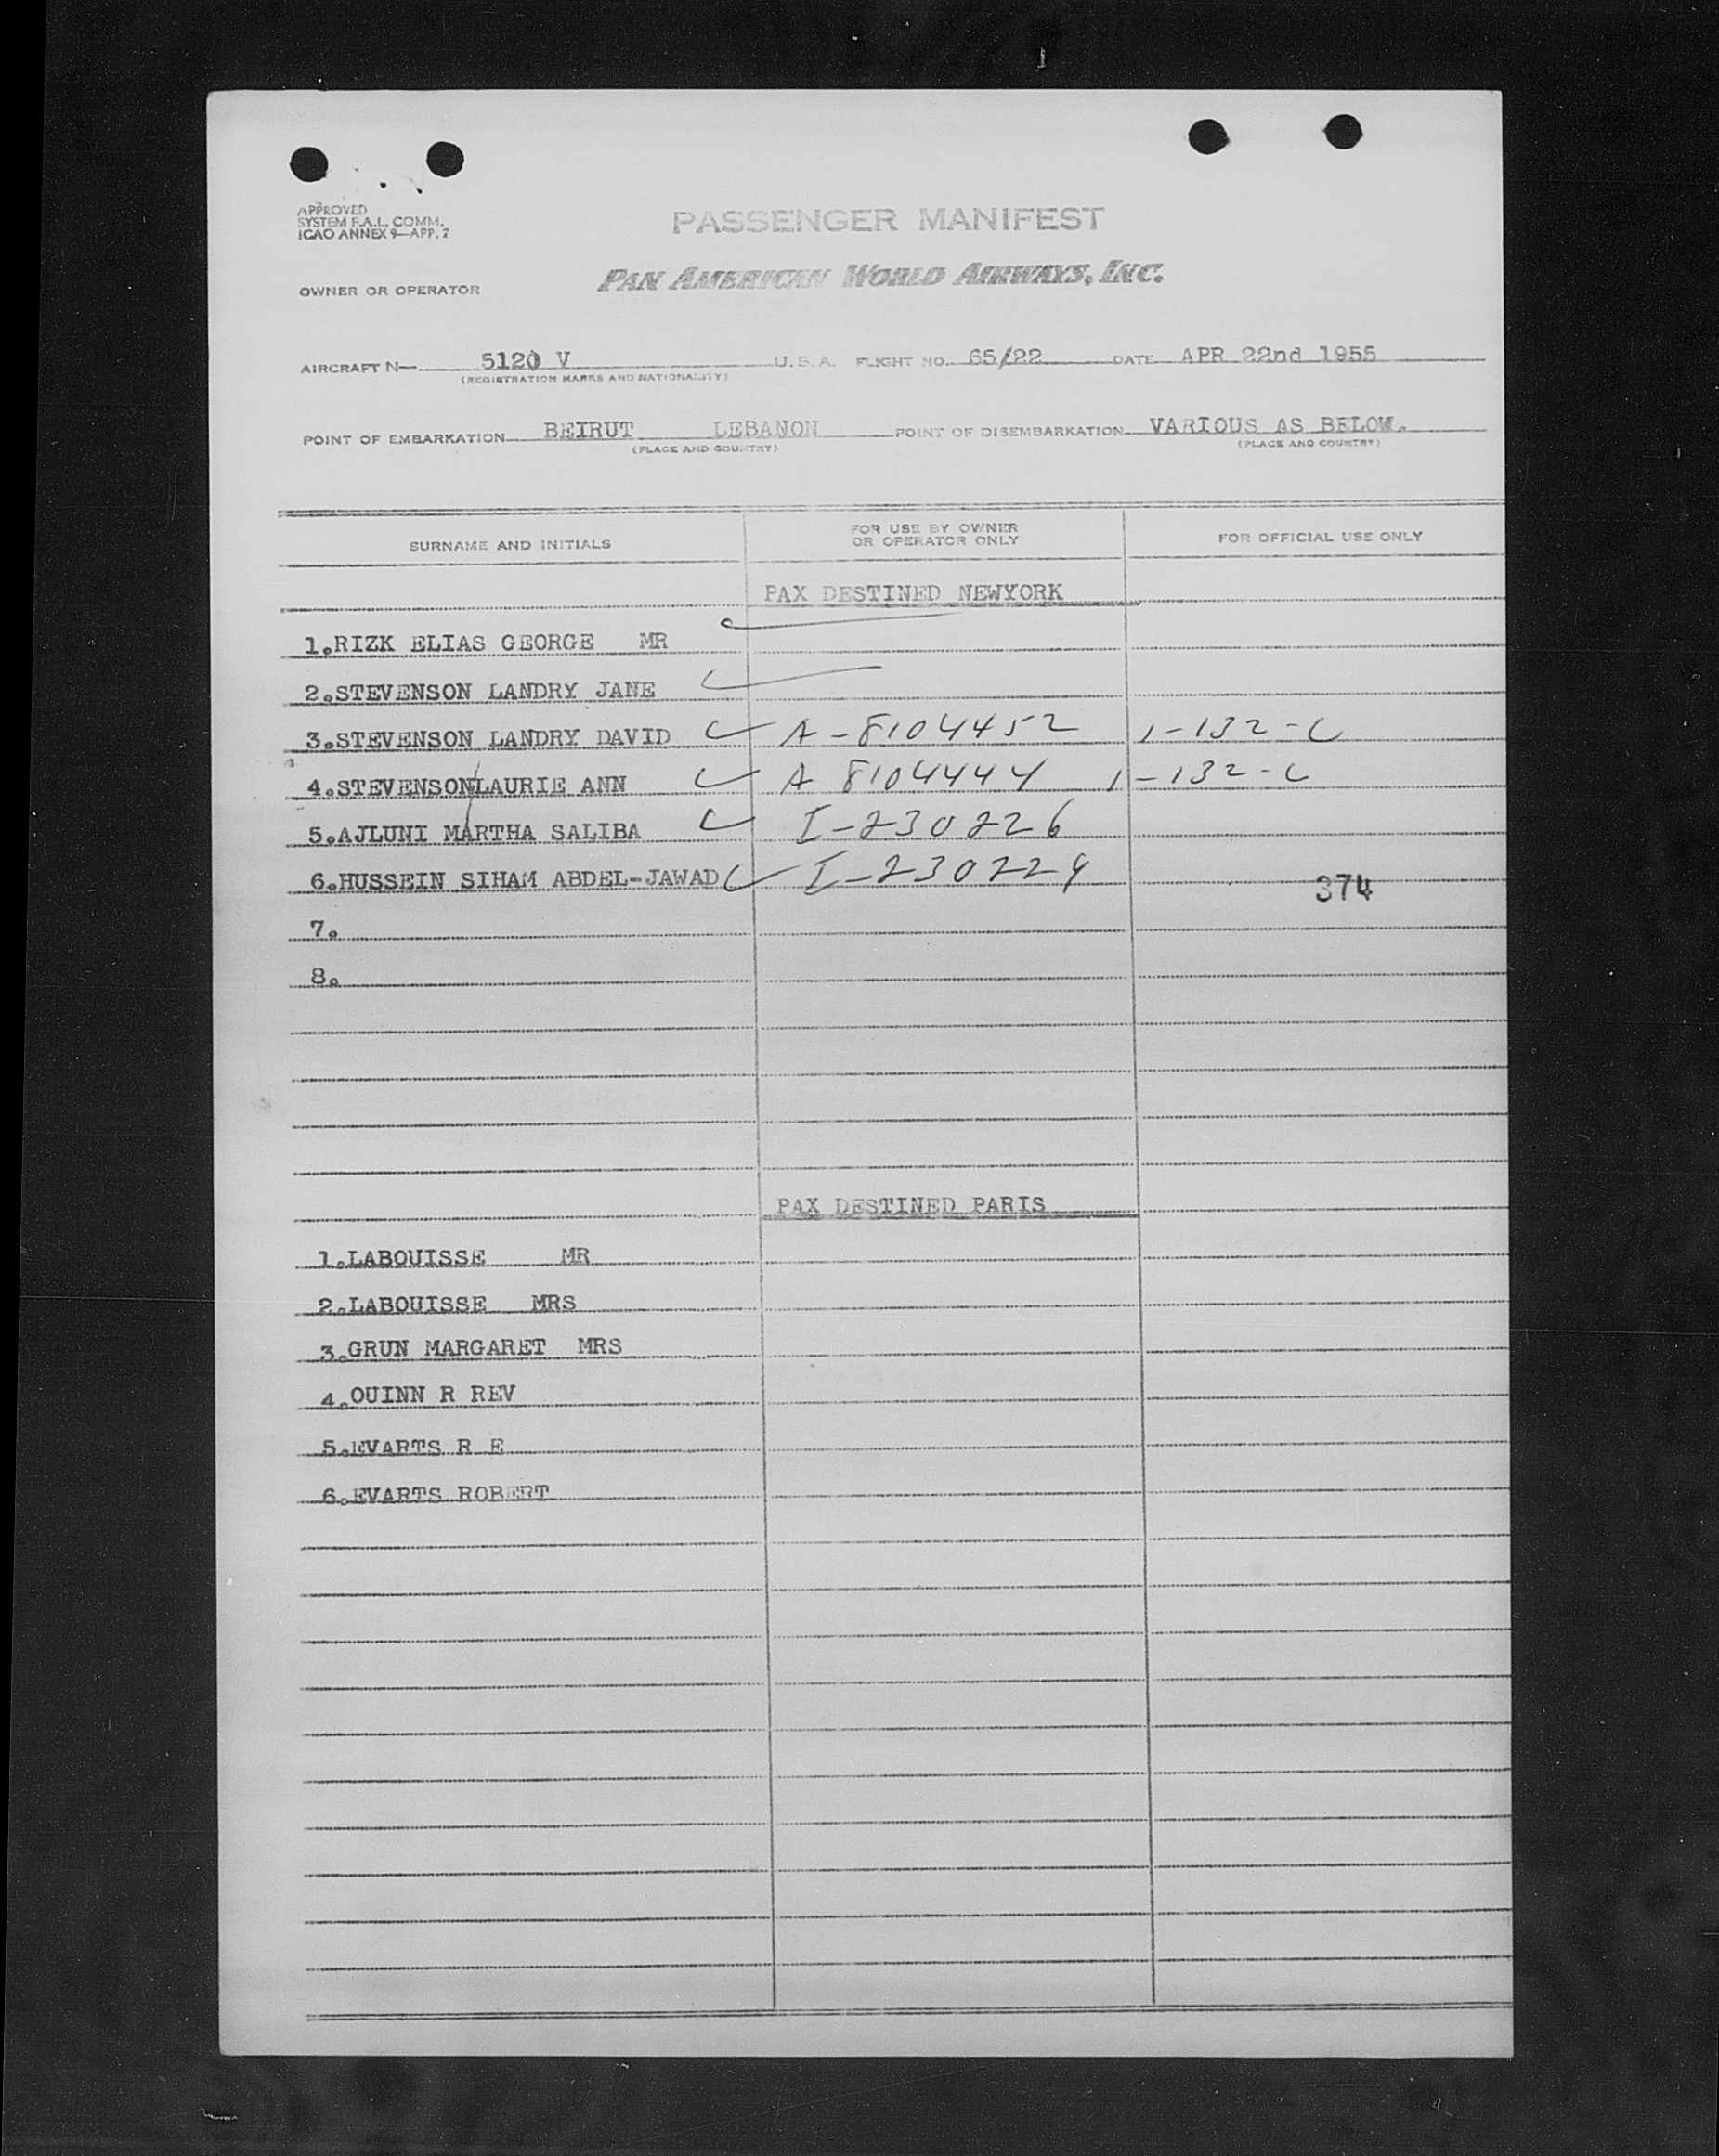 APPROVED
SYSTEM F.A.L. COMM.
ICAO ANNEX 9—APP. 2
PASSENGER MANIFEST
OWNER OR OPERATOR PAN AMERICAN WORLD AIRWAYS, INC.
AIRCRAFT N— 5120 V U.S.A. FLIGHT NO. 65/22 DATE APR 22nd 1955
(REGISTRATION MARKS AND NATIONALITY)
POINT OF EMBARKATION BEIRUT LEBANON POINT OF DISEMBARKATION VARIOUS AS BELOW.
(PLACE AND COUNTRY) (PLACE AND COUNTRY)
SURNAME AND INITIALS FOR USE BY OWNER OR OPERATOR ONLY FOR OFFICIAL USE ONLY
PAX DESTINED NEWYORK
1.RIZK ELIAS GEORGE MR
2.STEVENSON LANDRY JANE
3.STEVENSON LANDRY DAVID A-8104452 1-132-C
4.STEVENSON/LAURIE ANN A 8104444 1-132-C
5.AJLUNI MARTHA SALIBA I-230226
6.HUSSEIN SIHAM ABDEL-JAWAD I-230224
374
7.
8.
PAX DESTINED PARIS
1.LABOUISSE MR
2.LABOUISSE MRS
3.GRUN MARGARET MRS
4.OUINN R REV
5.EVARTS R E
6.EVARTS ROBERT